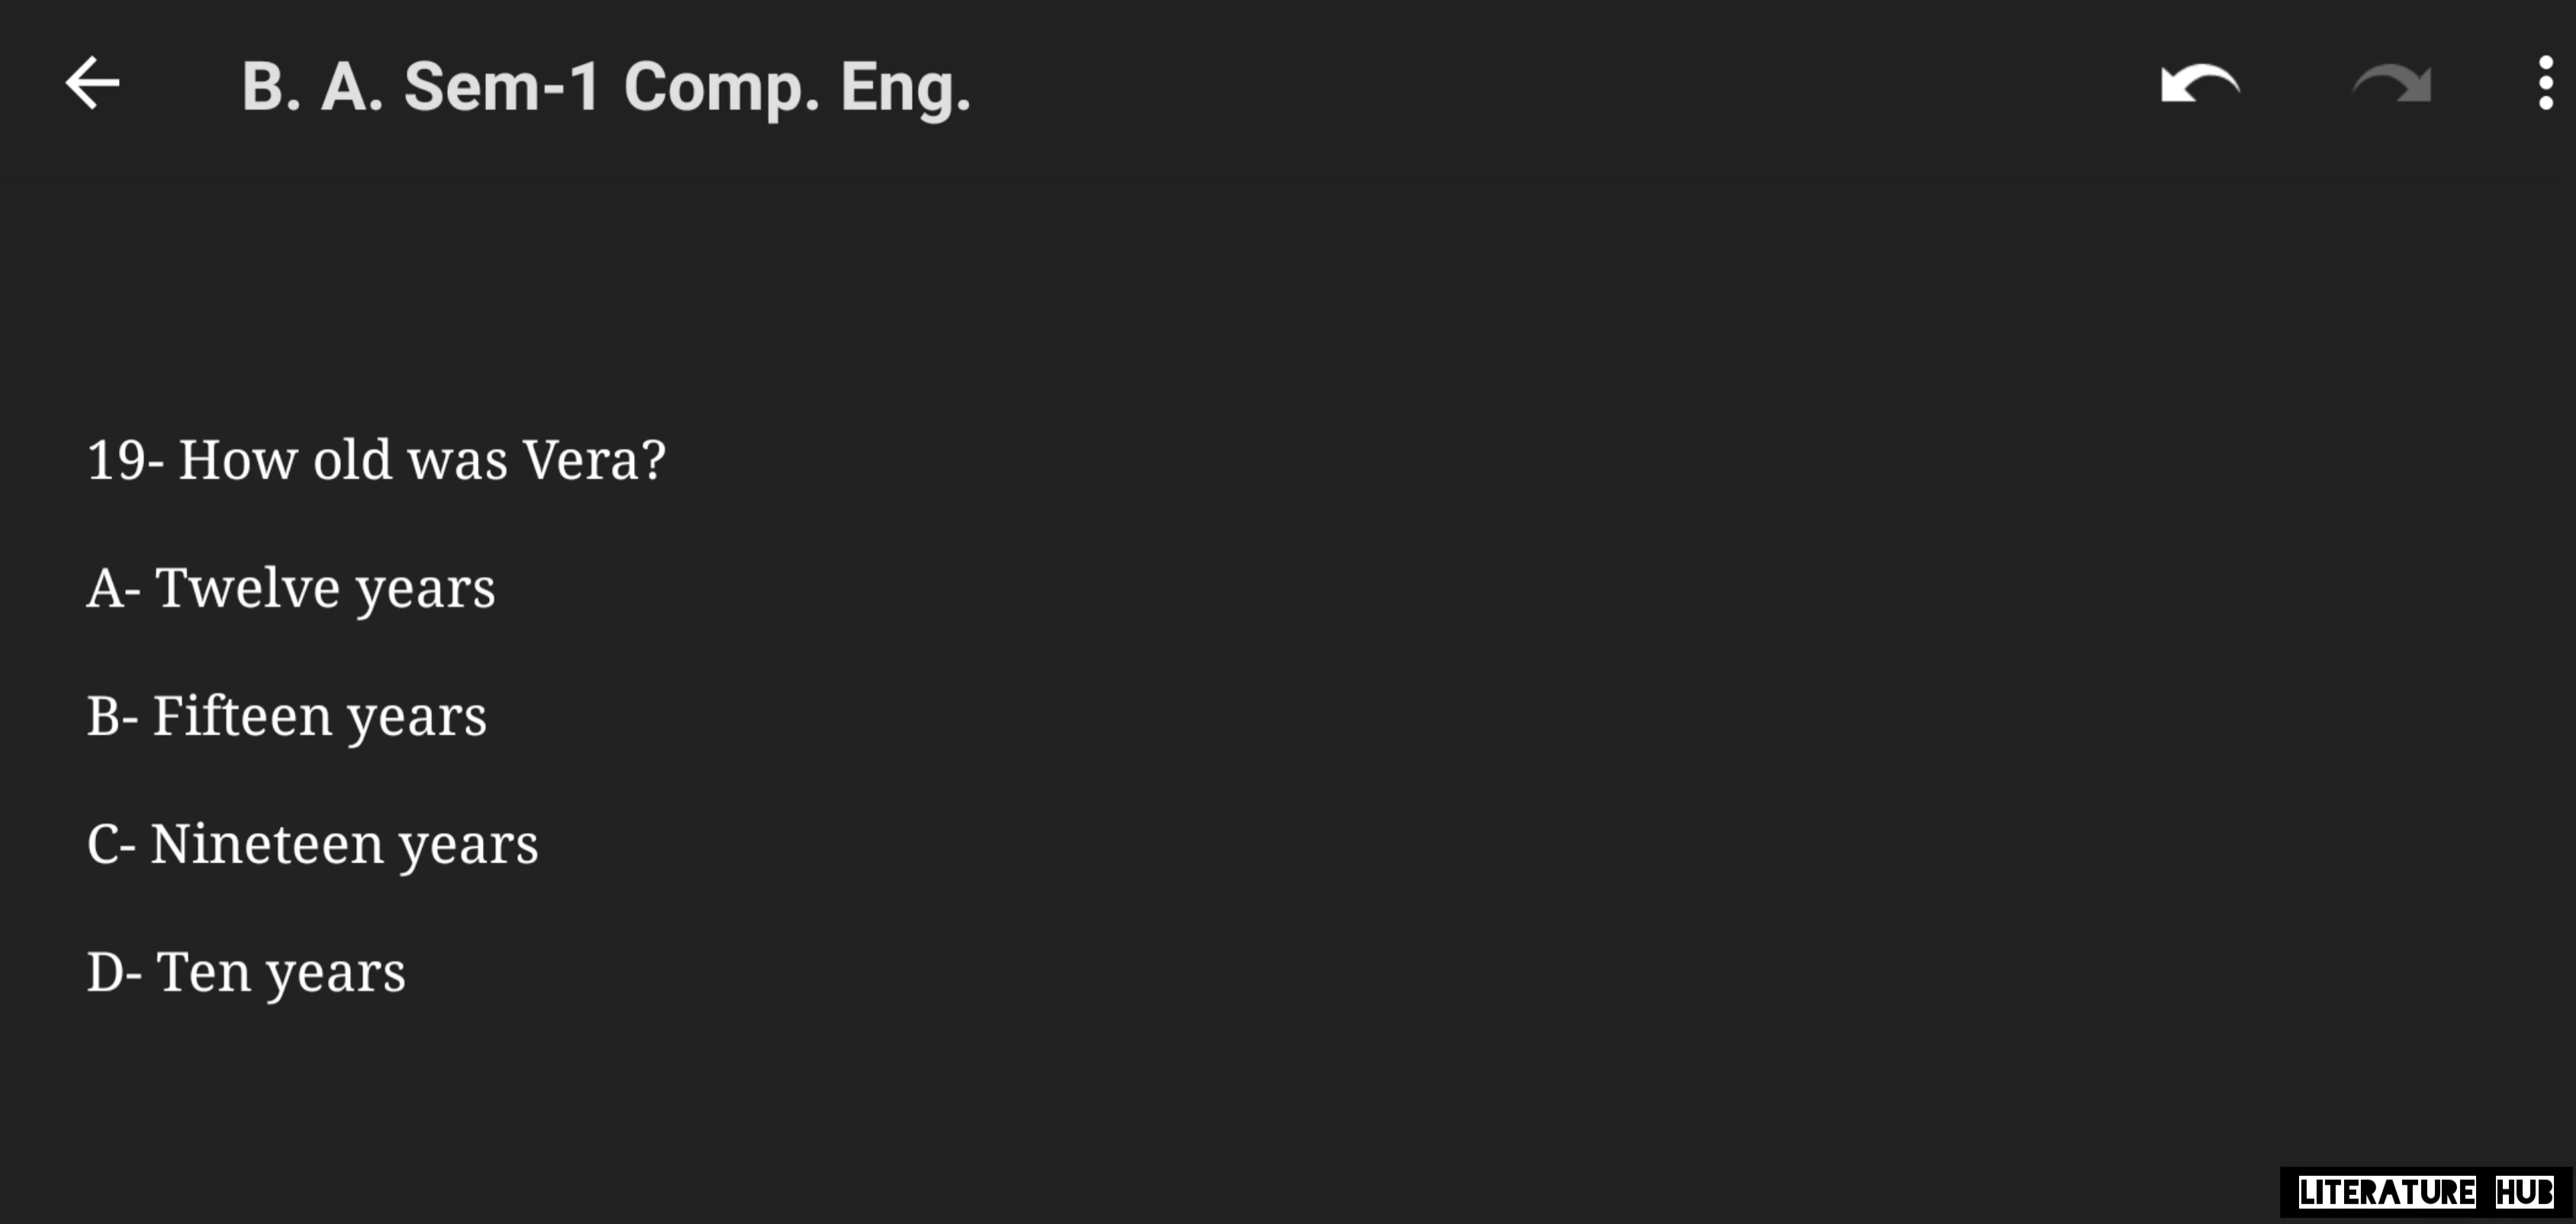 B. A. Sem-1 Comp. Eng.
19- How old was Vera?
A- Twelve years
B- Fifteen years
C- Nineteen years
D- Ten years
LITERATURE HUB